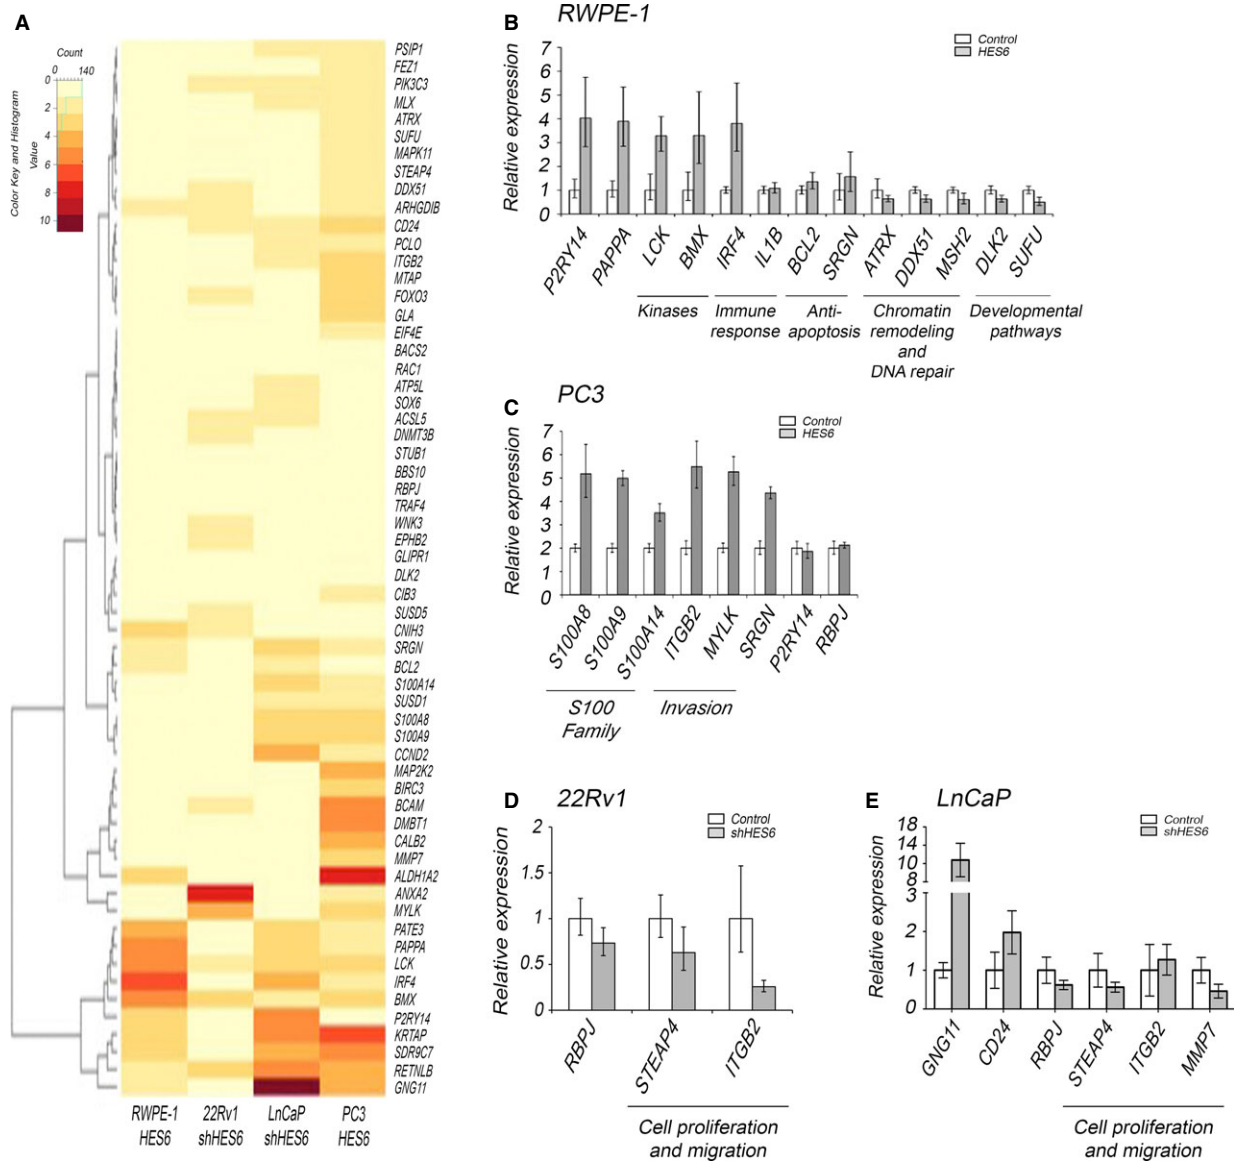 A
Count
0 140
0
2
4
6
8
10
Color Key and Histogram
Value
PSIP1
FEZ1
PIK3C3
MLX
ATRX
SUFU
MAPK11
STEAP4
DDX51
ARHGDIB
CD24
PCLO
ITGB2
MTAP
FOXO3
GLA
EIF4E
BACS2
RAC1
ATP5L
SOX6
ACSL5
DNMT3B
STUB1
BBS10
RBPJ
TRAF4
WNK3
EPHB2
GLIPR1
DLK2
CIB3
SUSD5
CNIH3
SRGN
BCL2
S100A14
SUSD1
S100A8
S100A9
CCND2
MAP2K2
BIRC3
BCAM
DMBT1
CALB2
MMP7
ALDH1A2
ANXA2
MYLK
PATE3
PAPPA
LCK
IRF4
BMX
P2RY14
KRTAP
SDR9C7
RETNLB
GNG11
RWPE-1 22Rv1 LnCaP PC3
HES6 shHES6 shHES6 HES6
B
RWPE-1
Control
HES6
Relative expression
7
6
5
4
3
2
1
0
P2RY14 PAPPA LCK BMX IRF4 IL1B BCL2 SRGN ATRX DDX51 MSH2 DLK2 SUFU
Kinases
Immune
response
Anti-
apoptosis
Chromatin
remodeling
and
DNA repair
Developmental
pathways
C
PC3
Control
HES6
Relative expression
7
6
5
4
3
2
1
0
S100A8 S100A9 S100A14 ITGB2 MYLK SRGN P2RY14 RBPJ
S100
Family
Invasion
D
22Rv1
Control
shHES6
Relative expression
2
1.5
1
0.5
0
RBPJ STEAP4 ITGB2
Cell proliferation
and migration
E
LnCaP
Control
shHES6
Relative expression
18
14
10
8
3
2
1
0
GNG11 CD24 RBPJ STEAP4 ITGB2 MMP7
Cell proliferation
and migration